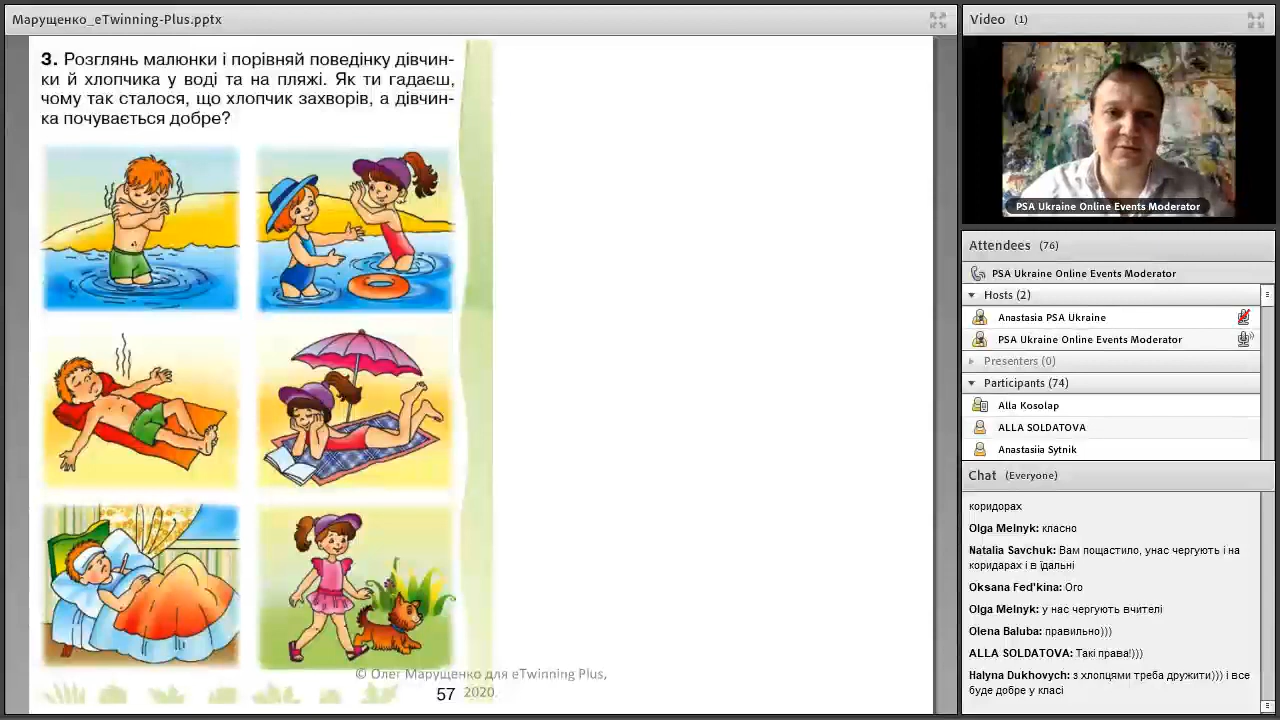 Марущенко_eTwinning-Plus.pptx
3. Розглянь малюнки і порівняй поведінку дівчин-
ки й хлопчика у воді та на пляжі. Як ти гадаєш,
чому так сталося, що хлопчик захворів, а дівчин-
ка почувається добре?
© Олег Марущенко для eTwinning Plus,
2020.
57
Video (1)
PSA Ukraine Online Events Moderator
Attendees (76)
PSA Ukraine Online Events Moderator
Hosts (2)
Anastasia PSA Ukraine
PSA Ukraine Online Events Moderator
Presenters (0)
Participants (74)
Alla Kosolap
ALLA SOLDATOVA
Anastasiia Sytnik
Chat (Everyone)
коридорах
Olga Melnyk: класно
Natalia Savchuk: Вам пощастило, унас чергують і на
коридарах і в їдальні
Oksana Fed'kina: Ого
Olga Melnyk: у нас чергують вчителі
Olena Baluba: правильно)))
ALLA SOLDATOVA: Такі права!)))
Halyna Dukhovych: з хлопцями треба дружити))) і все
буде добре у класі